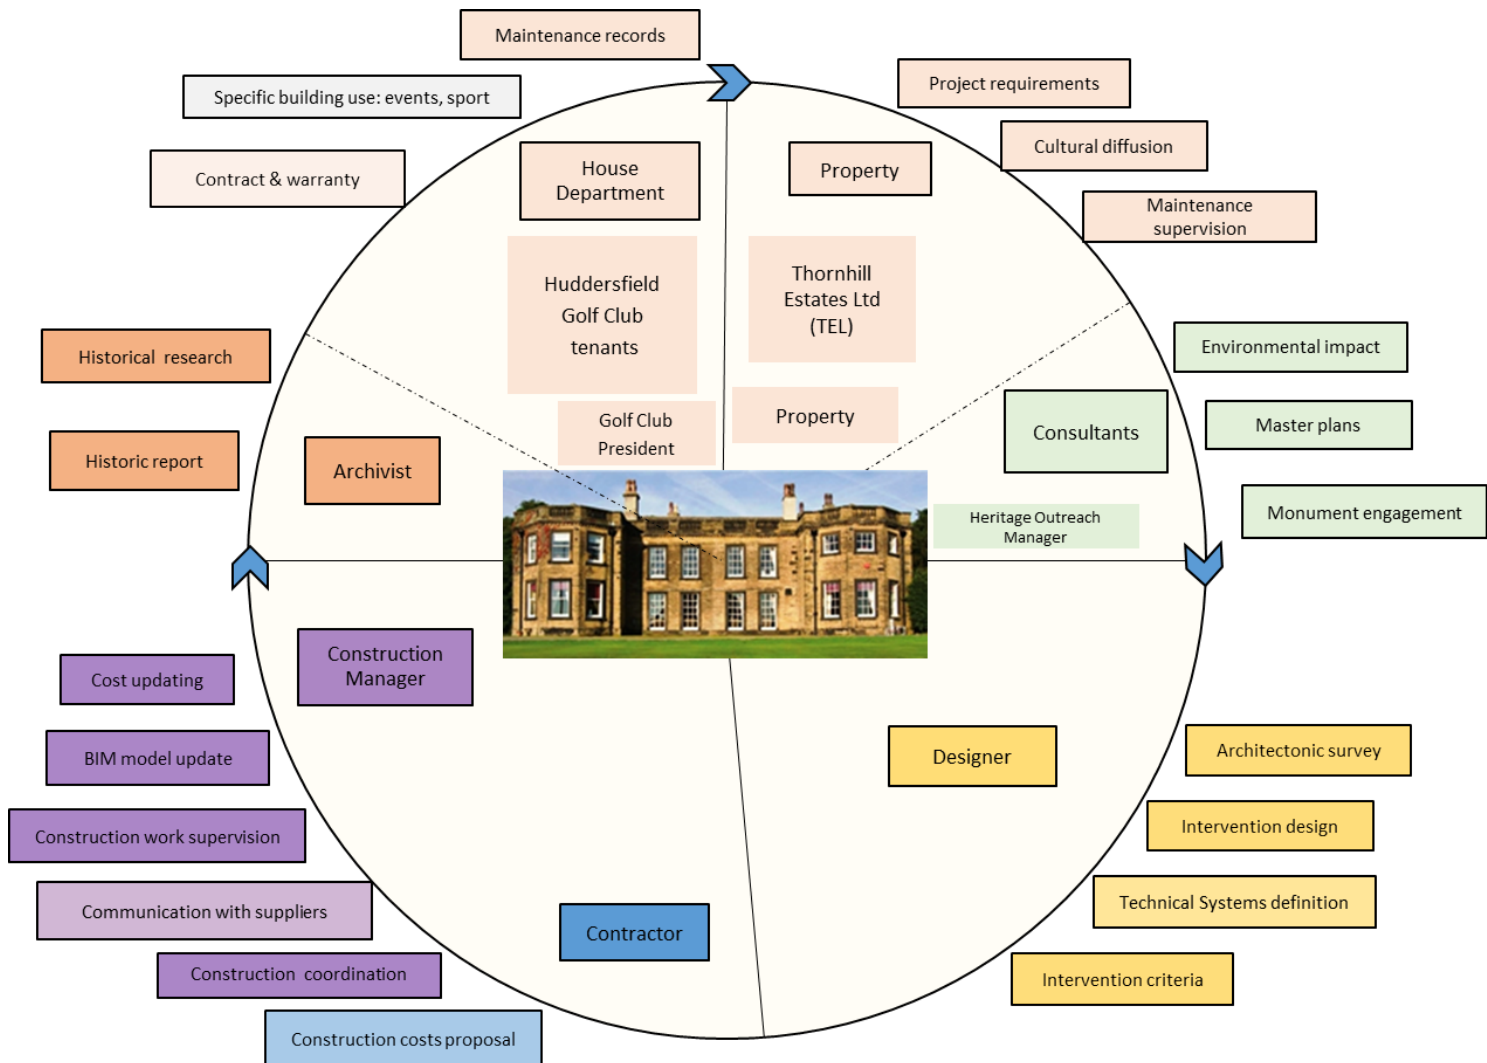 Maintenance records
Specific building use: events, sport
Contract & warranty
Project requirements
Cultural diffusion
Maintenance
supervision
House
Department
Property
Huddersfield
Golf Club
tenants
Thornhill
Estates Ltd
(TEL)
Golf Club
President
Property
Historical research
Historic report
Archivist
Consultants
Heritage Outreach
Manager
Environmental impact
Master plans
Monument engagement
Construction
Manager
Cost updating
BIM model update
Construction work supervision
Communication with suppliers
Construction coordination
Construction costs proposal
Contractor
Designer
Architectonic survey
Intervention design
Technical Systems definition
Intervention criteria